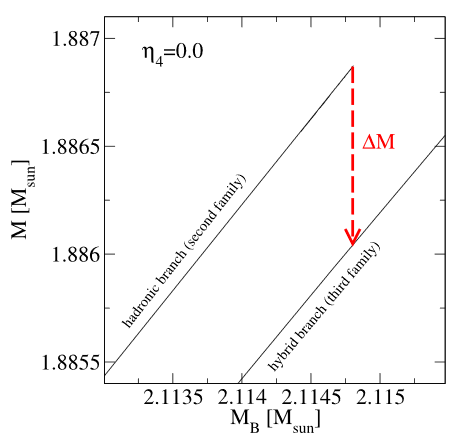 1.887
η4=0.0
1.8865
ΔM
M [Msun]
hadronic branch (second family)
1.886
hybrid branch (third family)
1.8855
2.1135 2.114 2.1145 2.115
MB [Msun]